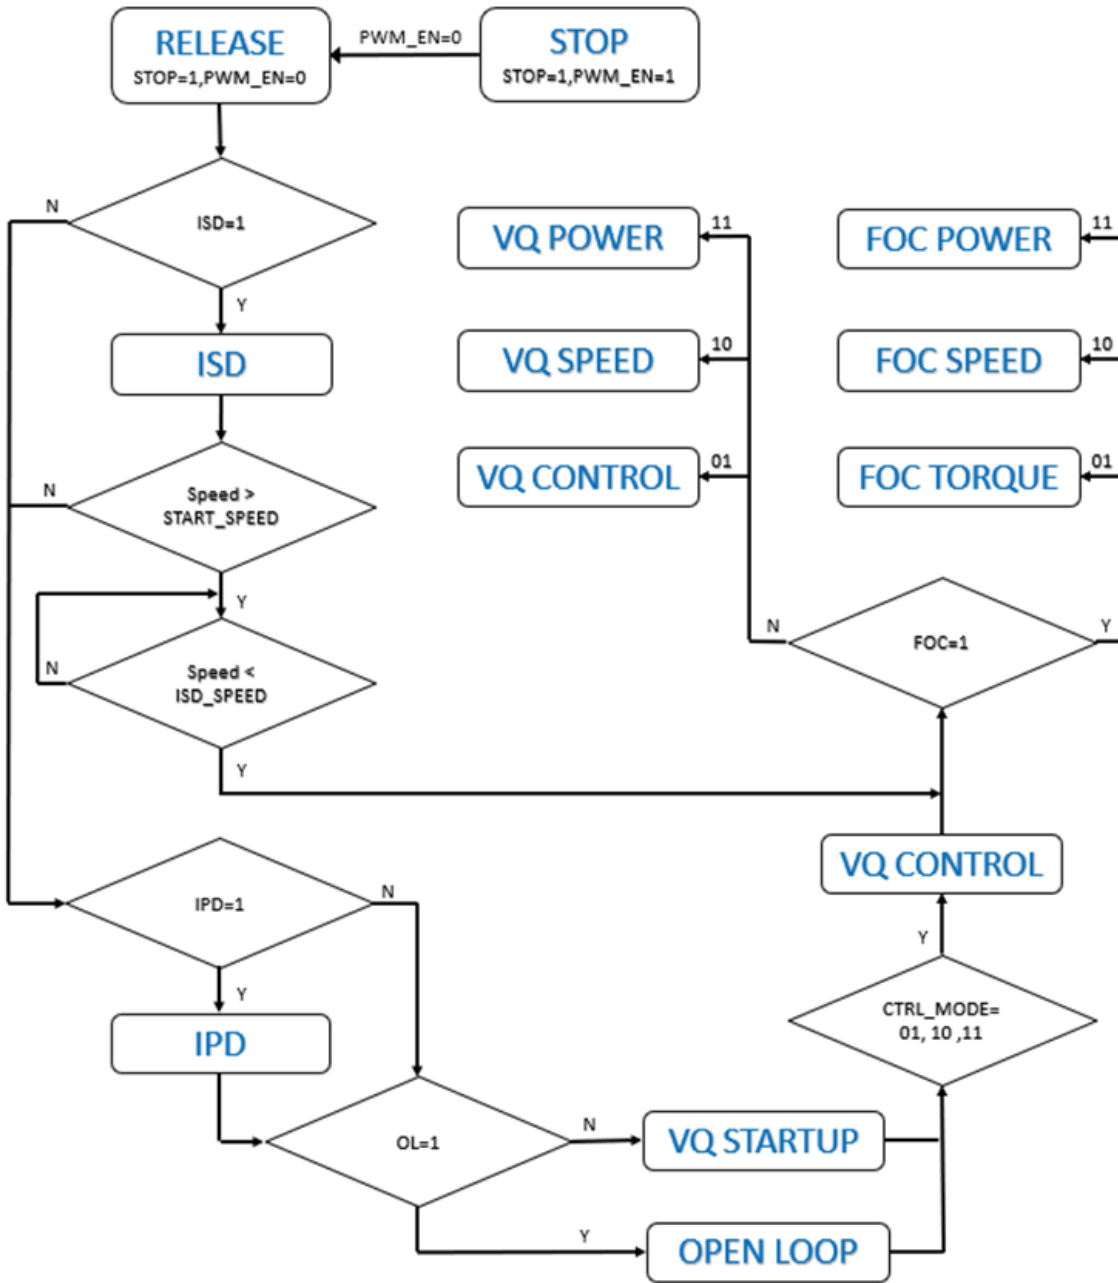 RELEASE
STOP=1,PWM_EN=0
PWM_EN=0
STOP
STOP=1,PWM_EN=1
ISD=1
N
Y
ISD
Speed >
START_SPEED
N
Y
Speed <
ISD_SPEED
N
Y
VQ POWER
11
VQ SPEED
10
VQ CONTROL
01
FOC POWER
11
FOC SPEED
10
FOC TORQUE
01
N
FOC=1
Y
VQ CONTROL
Y
CTRL_MODE=
01, 10 ,11
IPD=1
N
Y
IPD
OL=1
N
VQ STARTUP
Y
OPEN LOOP